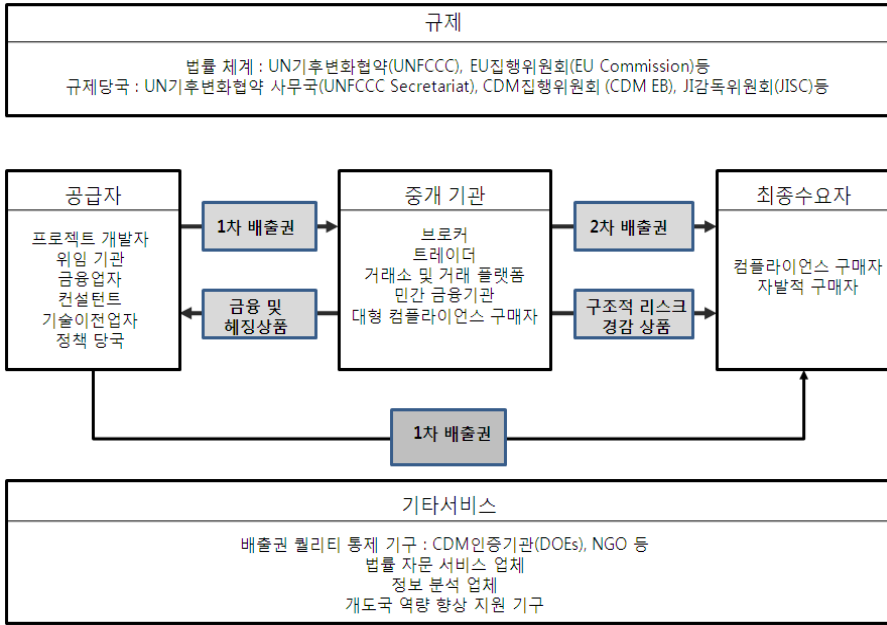 규제
법률 체계 : UN기후변화협약(UNFCCC), EU집행위원회(EU Commission)등
규제당국 : UN기후변화협약 사무국(UNFCCC Secretariat), CDM집행위원회 (CDM EB), JI감독위원회(JISC)등
공급자
프로젝트 개발자
위임 기관
금융업자
컨설턴트
기술이전업자
정책 당국
1차 배출권
금융 및
헤징상품
중개 기관
브로커
트레이더
거래소 및 거래 플랫폼
민간 금융기관
대형 컴플라이언스 구매자
2차 배출권
구조적 리스크
경감 상품
최종수요자
컴플라이언스 구매자
자발적 구매자
1차 배출권
기타서비스
배출권 퀄리티 통제 기구 : CDM인증기관(DOEs), NGO 등
법률 자문 서비스 업체
정보 분석 업체
개도국 역량 향상 지원 기구